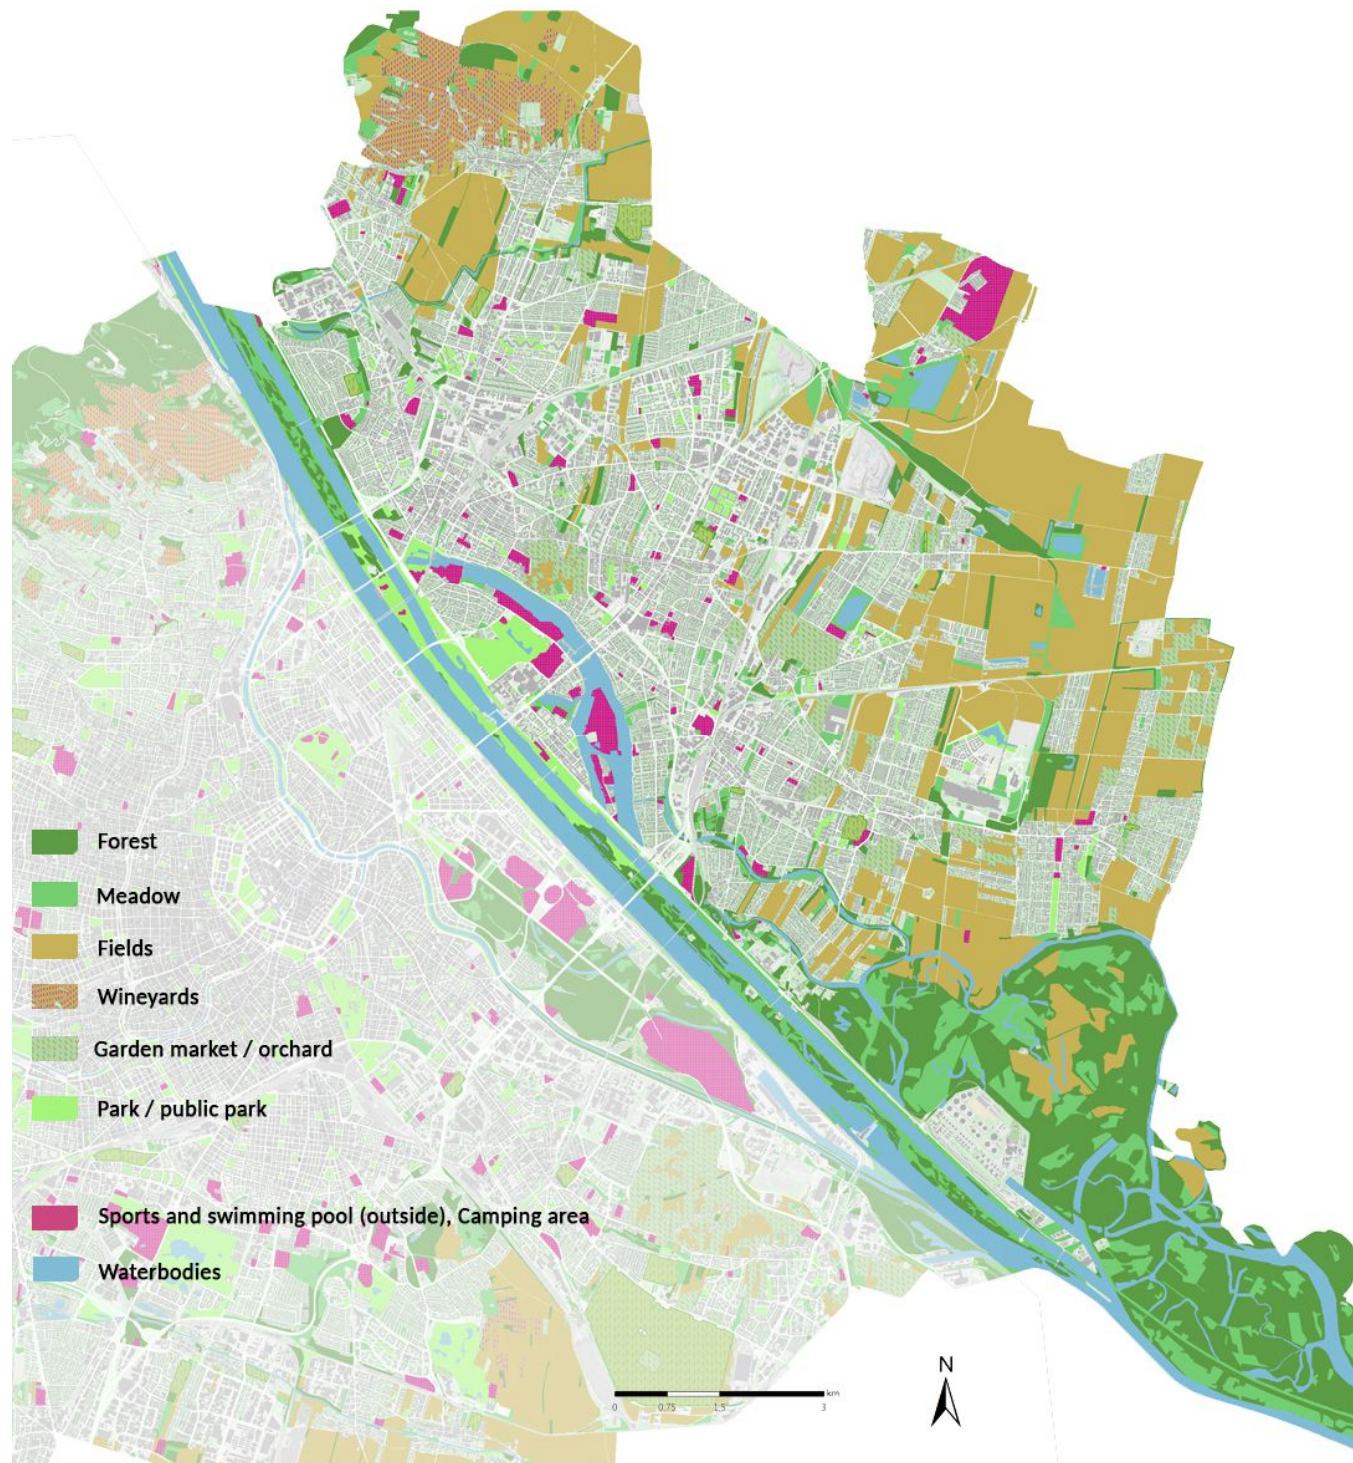 Forest
Meadow
Fields
Wineyards
Garden market / orchard
Park / public park
Sports and swimming pool (outside), Camping area
Waterbodies
N
km
0 0.75 1.5 3